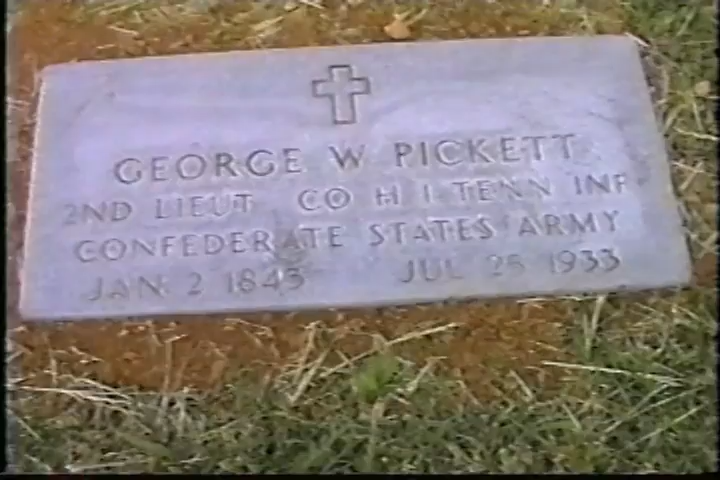 GEORGE W PICKETT
2ND LIEUT CO H 1 TENN INF
CONFEDERATE STATES ARMY
JAN 2 1843 JUL 25 1933